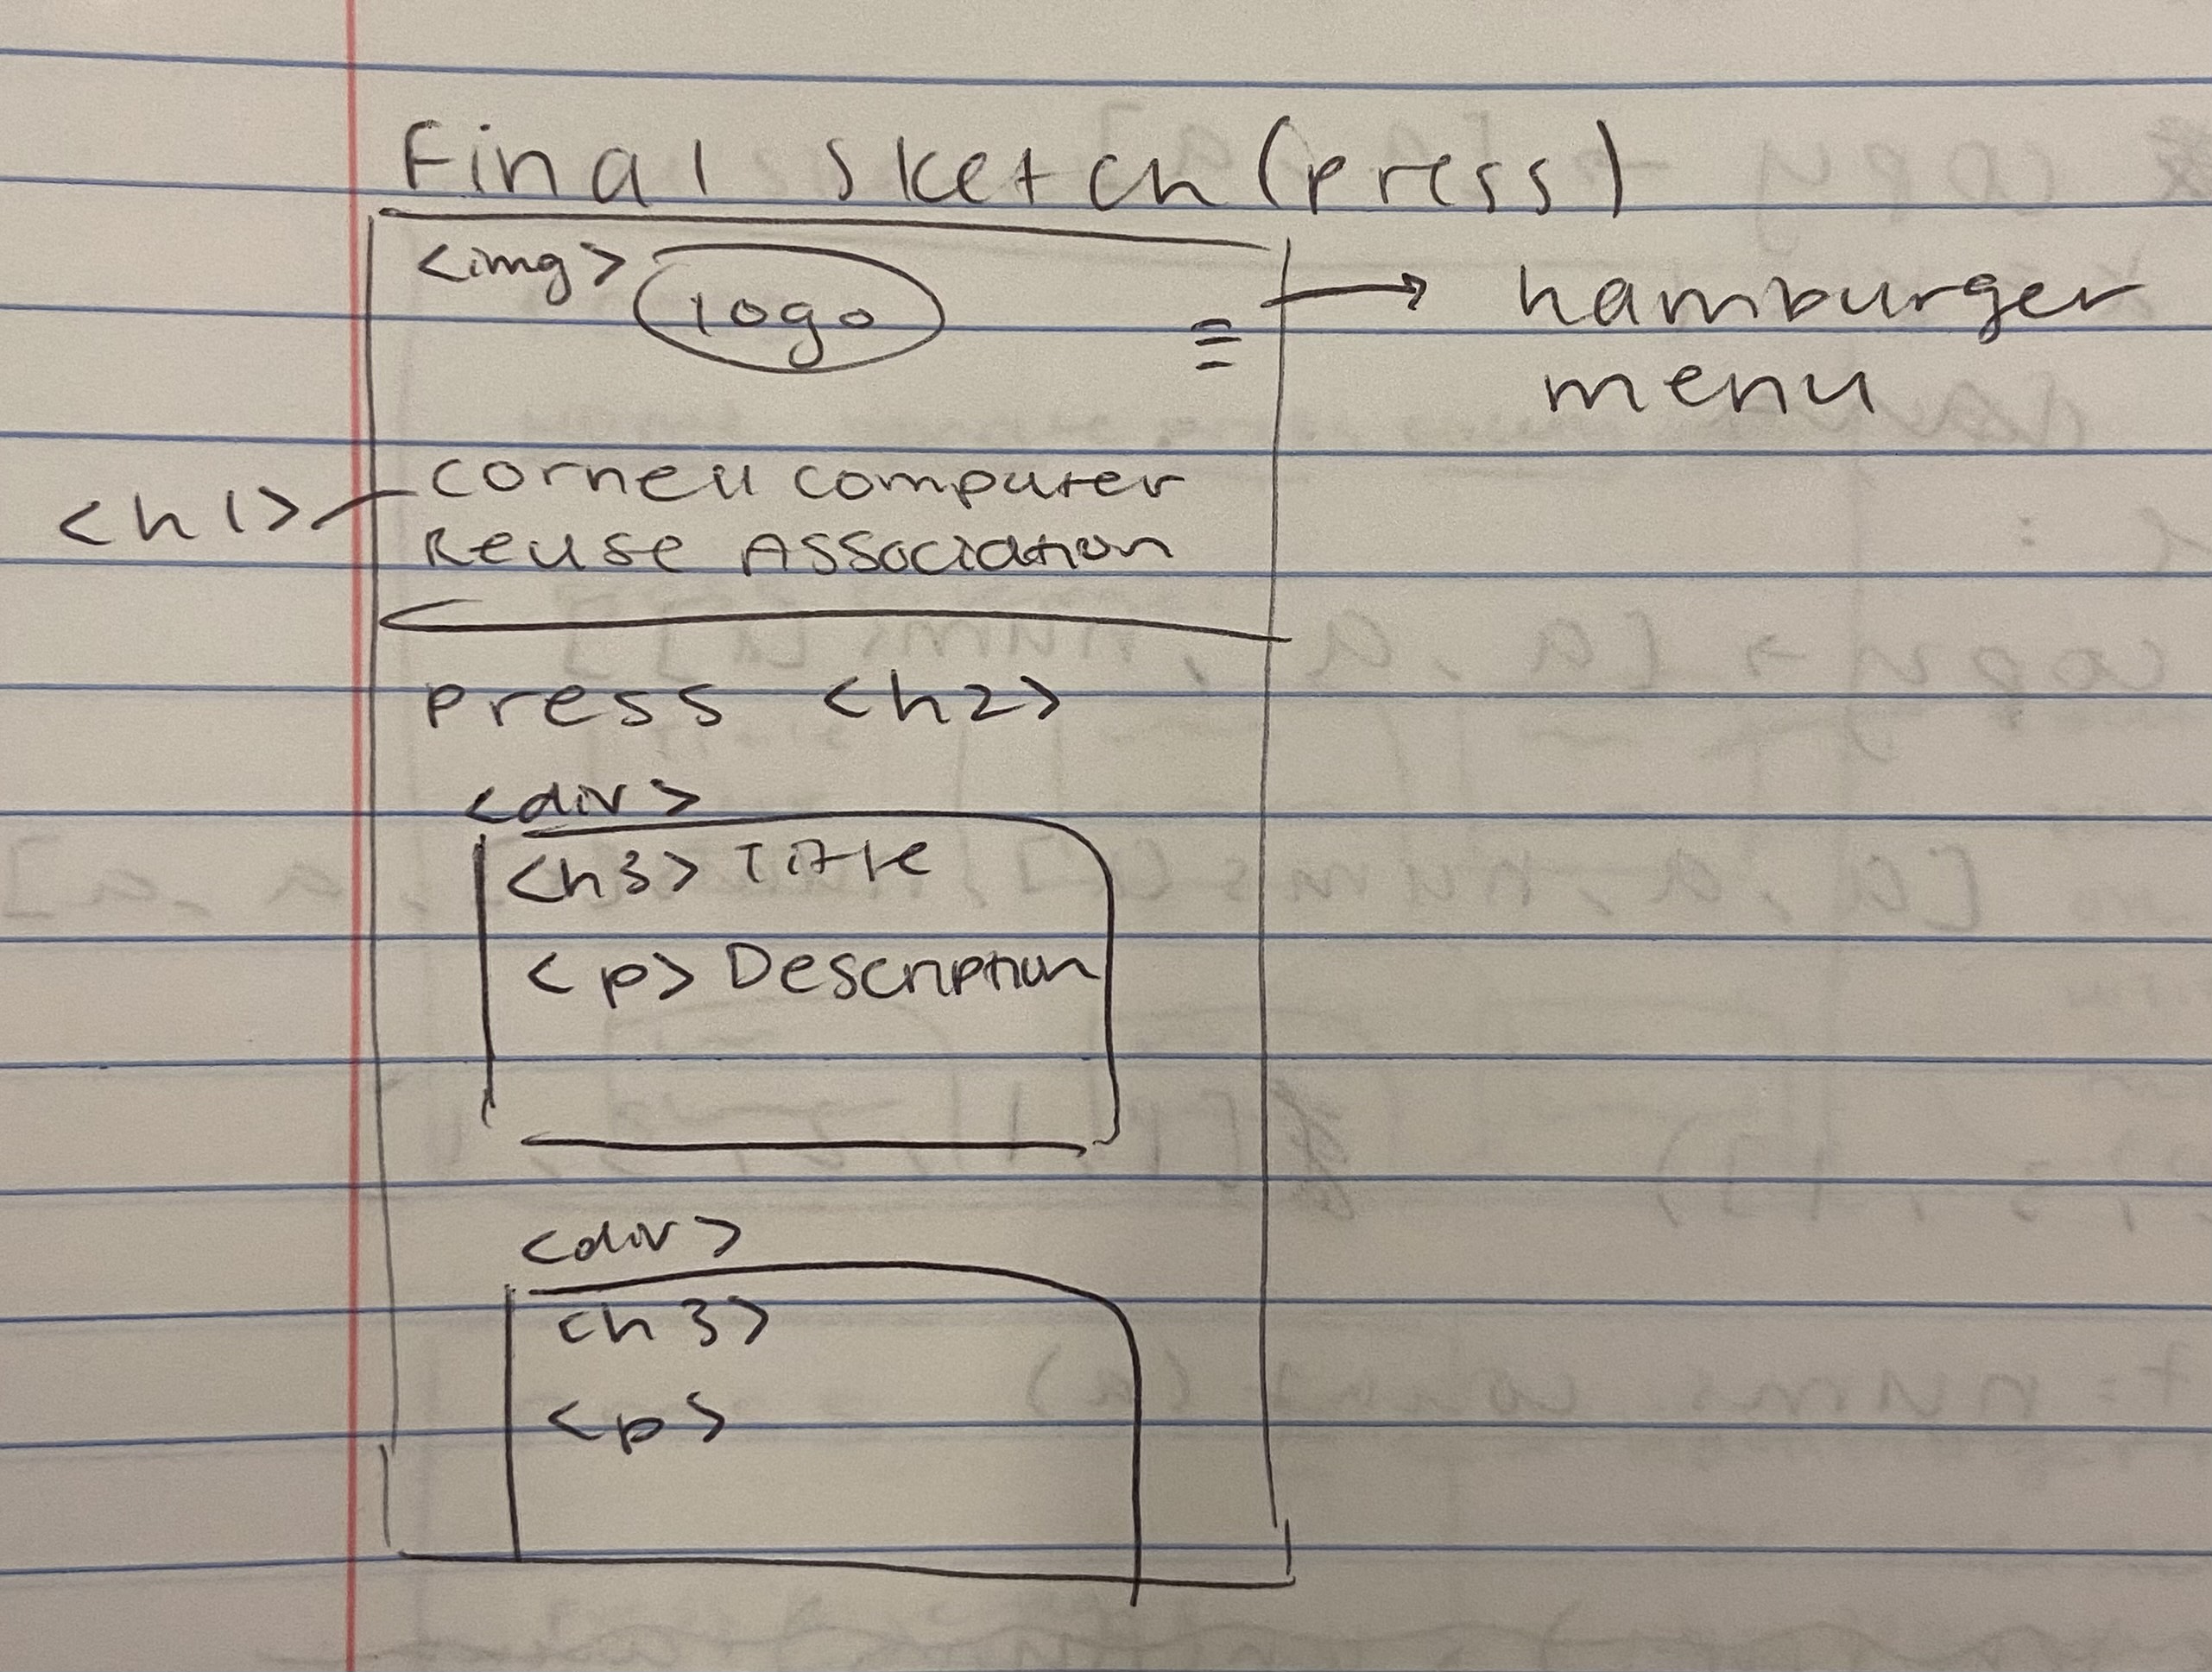 Final sketch (press)
<img> logo
hamburger
menu
<h1> cornell computer
Reuse Association
press <h2>
<div>
<h3> Title
<p> Description
<div>
<h3>
<p>